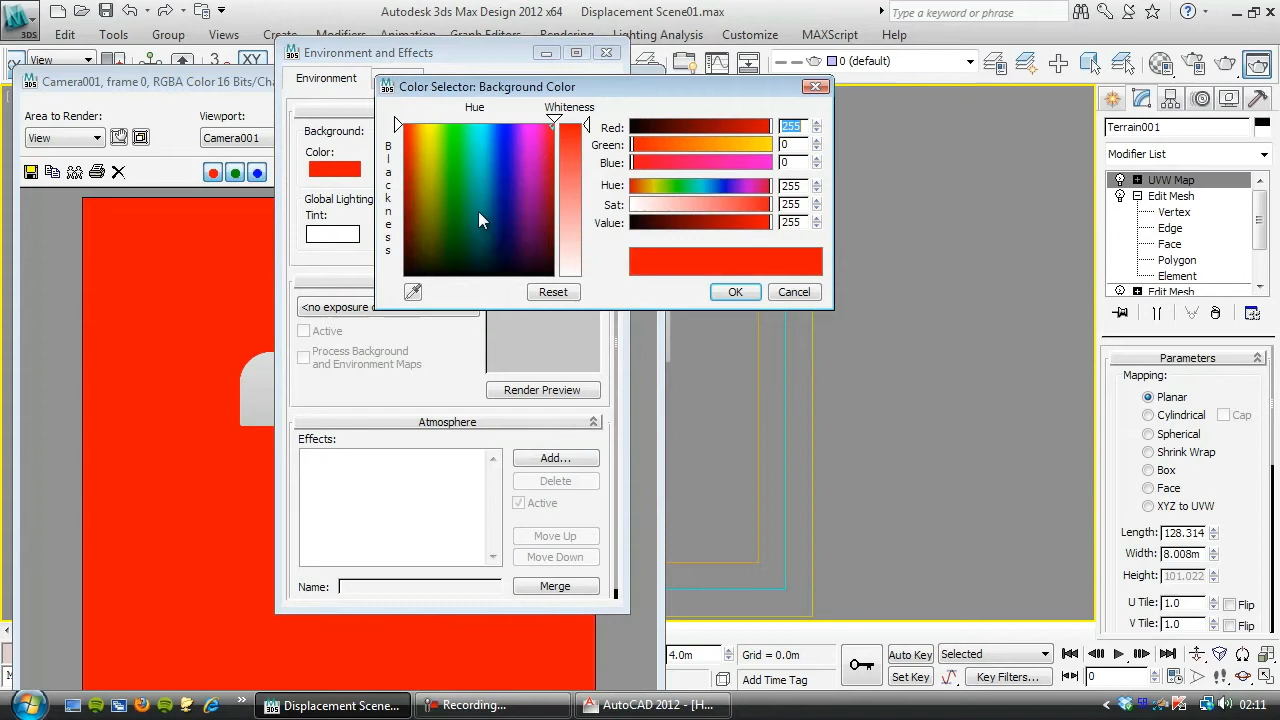 3DS
Autodesk 3ds Max Design 2012 x64 Displacement Scene01.max
Type a keyword or phrase
Edit Tools Group Views Create Modifiers Animation Graph Editors Lighting Analysis Customize MAXScript Help
View
XY
0 (default)
Environment and Effects
Camera001, frame 0, RGBA Color 16 Bits/Cha
Area to Render:
Viewport:
View
Camera001
Environment
Background:
Color:
Global Lighting
Tint:
<no exposure c
Active
Process Background
and Environment Maps
Render Preview
Atmosphere
Effects:
Add...
Delete
Active
Move Up
Move Down
Name:
Merge
Color Selector: Background Color
Hue
Whiteness
Blackness
Red: 255
Green: 0
Blue: 0
Hue: 255
Sat: 255
Value: 255
Reset
OK
Cancel
Terrain001
Modifier List
UVW Map
Edit Mesh
Vertex
Edge
Face
Polygon
Element
Edit Mesh
Parameters
Mapping:
Planar
Cylindrical Cap
Spherical
Shrink Wrap
Box
Face
XYZ to UVW
Length: 128.314
Width: 8.008m
Height: 101.022
U Tile: 1.0 Flip
V Tile: 1.0 Flip
4.0m
Grid = 0.0m
Add Time Tag
Auto Key
Selected
Set Key
Key Filters...
0
Displacement Scene...
Recording...
AutoCAD 2012 - [H...
02:11